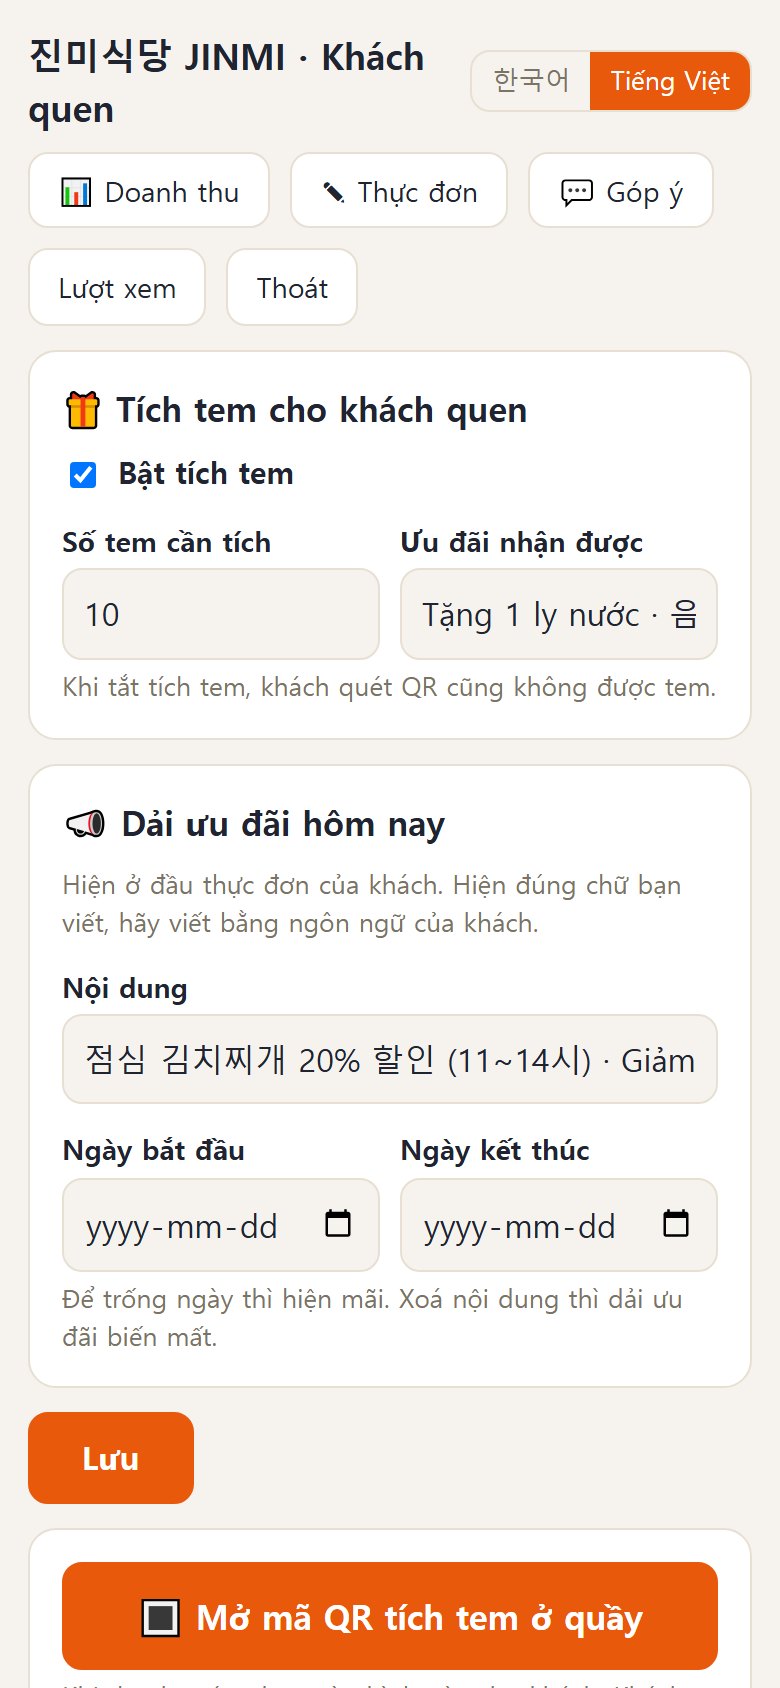 진미식당 JINMI · Khách
quen
한국어 Tiếng Việt
Doanh thu Thực đơn Góp ý
Lượt xem Thoát
Tích tem cho khách quen
Bật tích tem
Số tem cần tích Ưu đãi nhận được
10 Tặng 1 ly nước · 음
Khi tắt tích tem, khách quét QR cũng không được tem.
Dải ưu đãi hôm nay
Hiện ở đầu thực đơn của khách. Hiện đúng chữ bạn
viết, hãy viết bằng ngôn ngữ của khách.
Nội dung
점심 김치찌개 20% 할인 (11~14시) · Giảm
Ngày bắt đầu Ngày kết thúc
yyyy-mm-dd yyyy-mm-dd
Để trống ngày thì hiện mãi. Xoá nội dung thì dải ưu
đãi biến mất.
Lưu
Mở mã QR tích tem ở quầy